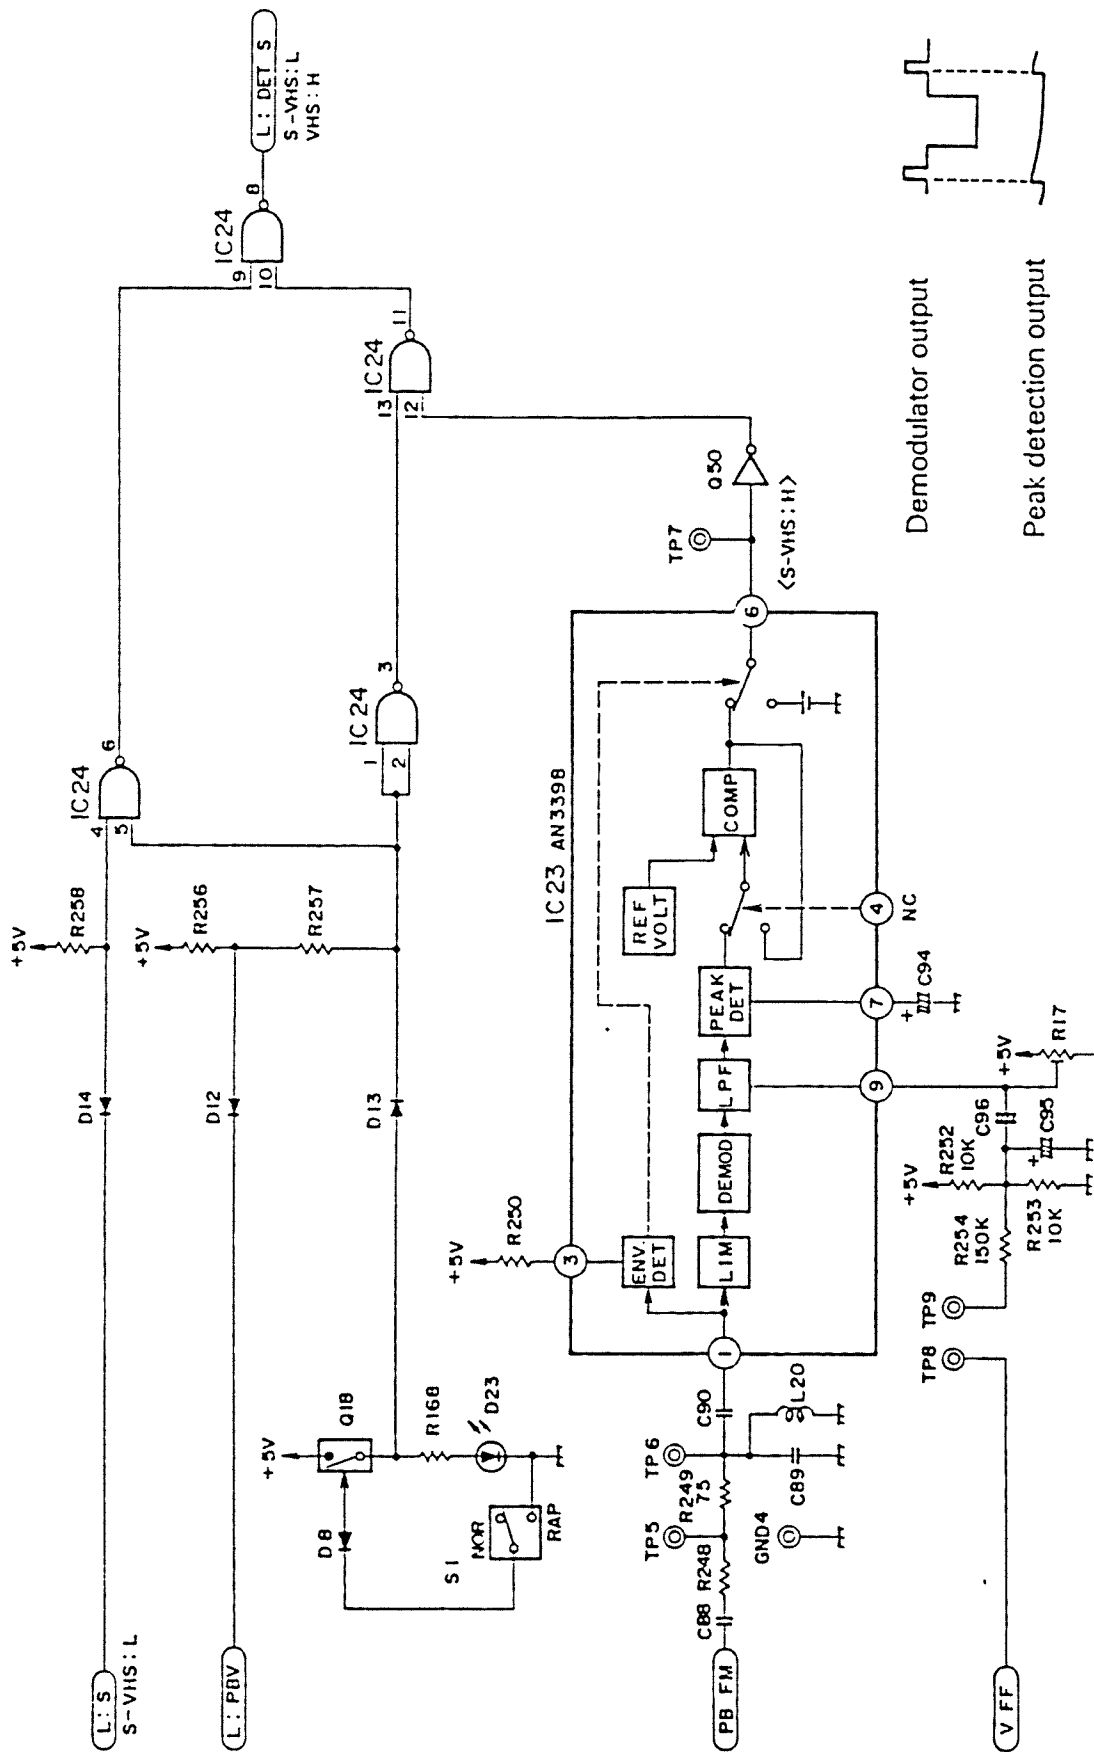 L : S
S-VHS : L
D14
+5V
R258
4
5
IC24
6
L : PBV
D12
+5V
R256
R257
IC24
9
10
8
L : DET S
S-VHS : L
VHS : H
+5V
Q18
D8
S1
NOR
RAP
R168
D23
D13
1
2
IC24
3
13
12
IC24
11
PB FM
C88
R248
TP5
R249
75
TP6
C90
GND4
C89
L20
1
+5V
R250
3
IC23 AN3398
ENV.
DET
LIM
DEMOD
LPF
PEAK
DET
REF
VOLT
COMP
6
TP7
<S-VHS : H>
Q50
9
7
+
C94
4
NC
V FF
TP8
TP9
R254
150K
+5V
R252
10K
R253
10K
C96
+
C95
+5V
R17
Demodulator output
Peak detection output